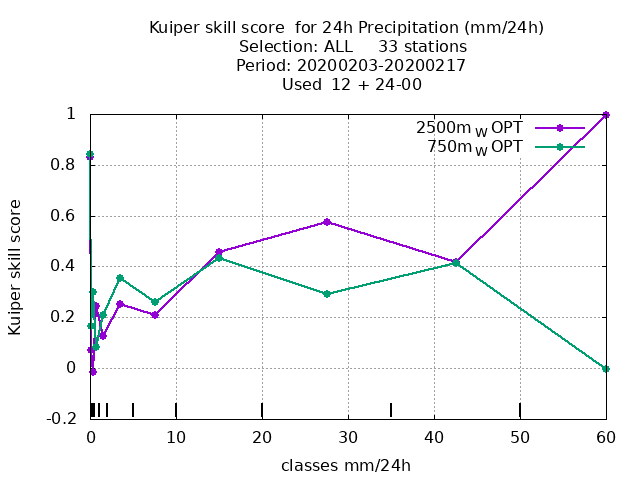 Kuiper skill score  for 24h Precipitation (mm/24h)
Selection: ALL     33 stations
Period: 20200203-20200217
Used  12 + 24-00
2500m_W OPT
750m_W OPT
Kuiper skill score
1
0.8
0.6
0.4
0.2
0
-0.2
0 10 20 30 40 50 60
classes mm/24h